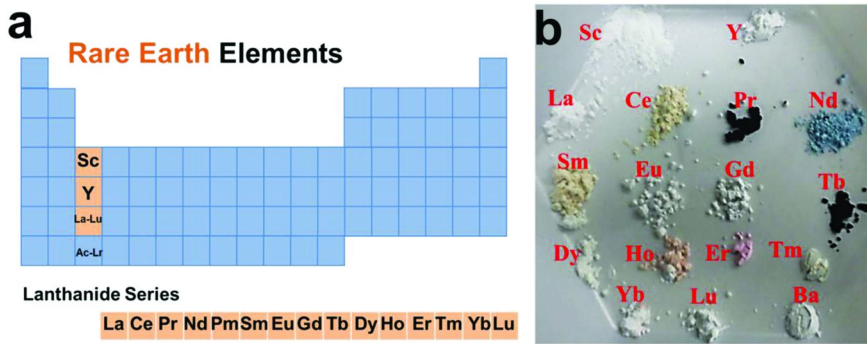 a
Rare Earth Elements
Sc
Y
La-Lu
Ac-Lr
Lanthanide Series
La Ce Pr Nd Pm Sm Eu Gd Tb Dy Ho Er Tm Yb Lu
b
Sc Y
La Ce Pr Nd
Sm Eu Gd Tb
Dy Ho Er Tm
Yb Lu Ba